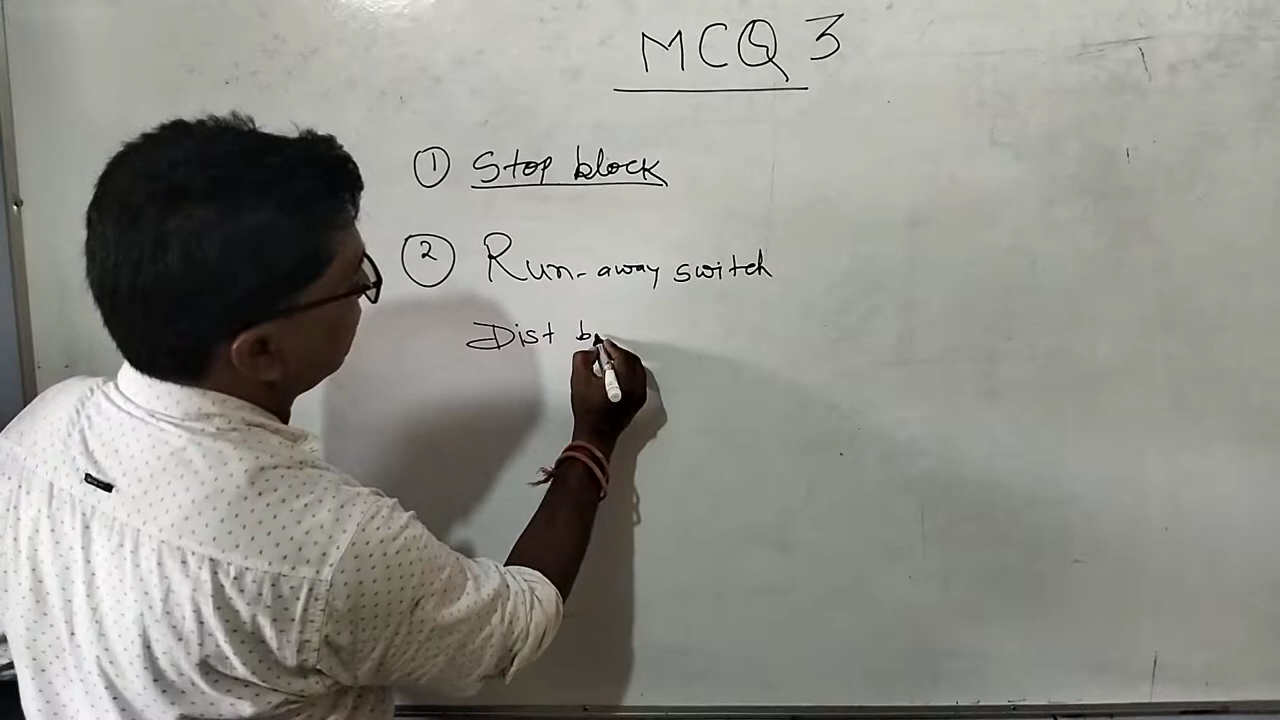 MCQ 3
① Stop block
② Run-away switch
Dist b